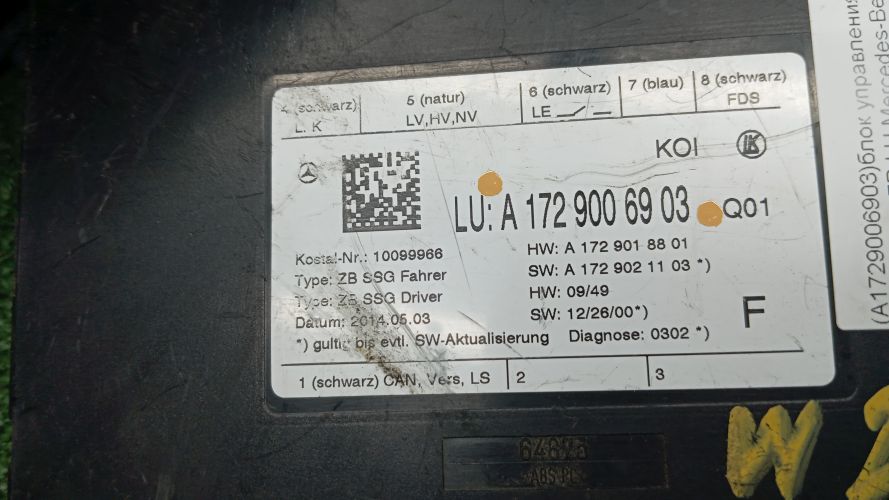 4 (schwarz) 5 (natur) 6 (schwarz) 7 (blau) 8 (schwarz)
L, K LV,HV,NV LE FDS
KOI LK
LU: A 172 900 69 03 Q01
Kostal-Nr.: 10099966
Type: ZB SSG Fahrer
Type: ZB SSG Driver
Datum: 2014.05.03
HW: A 172 901 88 01
SW: A 172 902 11 03 *)
HW: 09/49
SW: 12/26/00*)
F
*) gultig bis evtl. SW-Aktualisierung Diagnose: 0302 *)
1 (schwarz) CAN, Vers, LS 2 3
ABS
W
(A1729006903)блок управления
Mercedes-Be